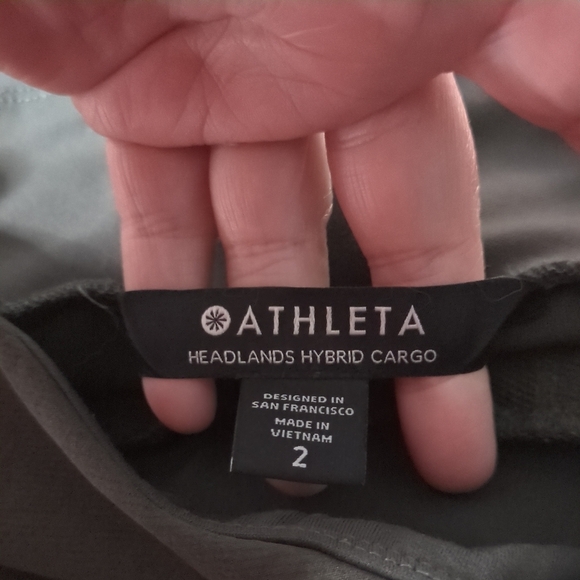 ATHLETA
HEADLANDS HYBRID CARGO
DESIGNED IN
SAN FRANCISCO
MADE IN
VIETNAM
2